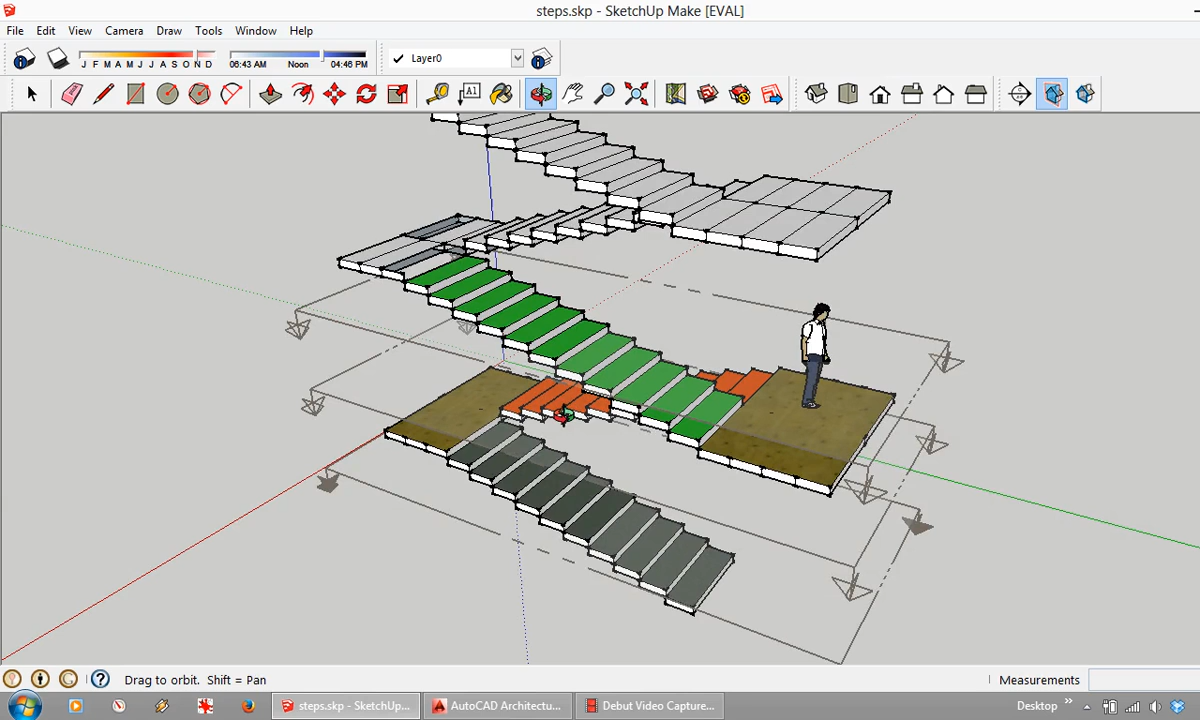 steps.skp - SketchUp Make [EVAL]
File Edit View Camera Draw Tools Window Help
J F M A M J J A S O N D 06:43 AM Noon 04:46 PM Layer0
A1
Drag to orbit. Shift = Pan Measurements
steps.skp - SketchUp... AutoCAD Architectu... Debut Video Capture... Desktop